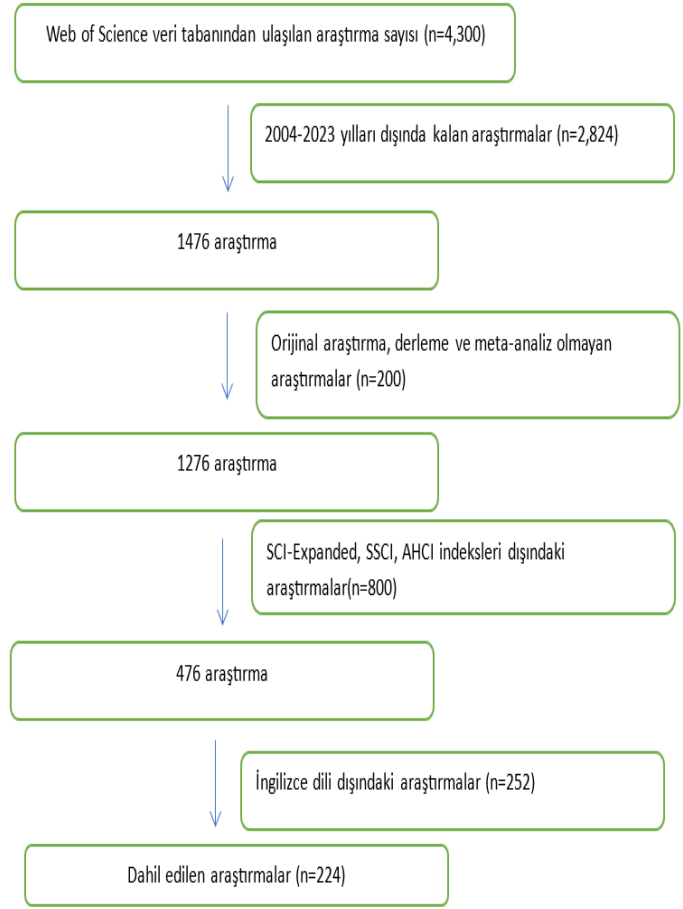 Web of Science veri tabanından ulaşılan araştırma sayısı (n=4,300)
2004-2023 yılları dışında kalan araştırmalar (n=2,824)
1476 araştırma
Orijinal araştırma, derleme ve meta-analiz olmayan
araştırmalar (n=200)
1276 araştırma
SCI-Expanded, SSCI, AHCI indeksleri dışındaki
araştırmalar(n=800)
476 araştırma
İngilizce dili dışındaki araştırmalar (n=252)
Dahil edilen araştırmalar (n=224)